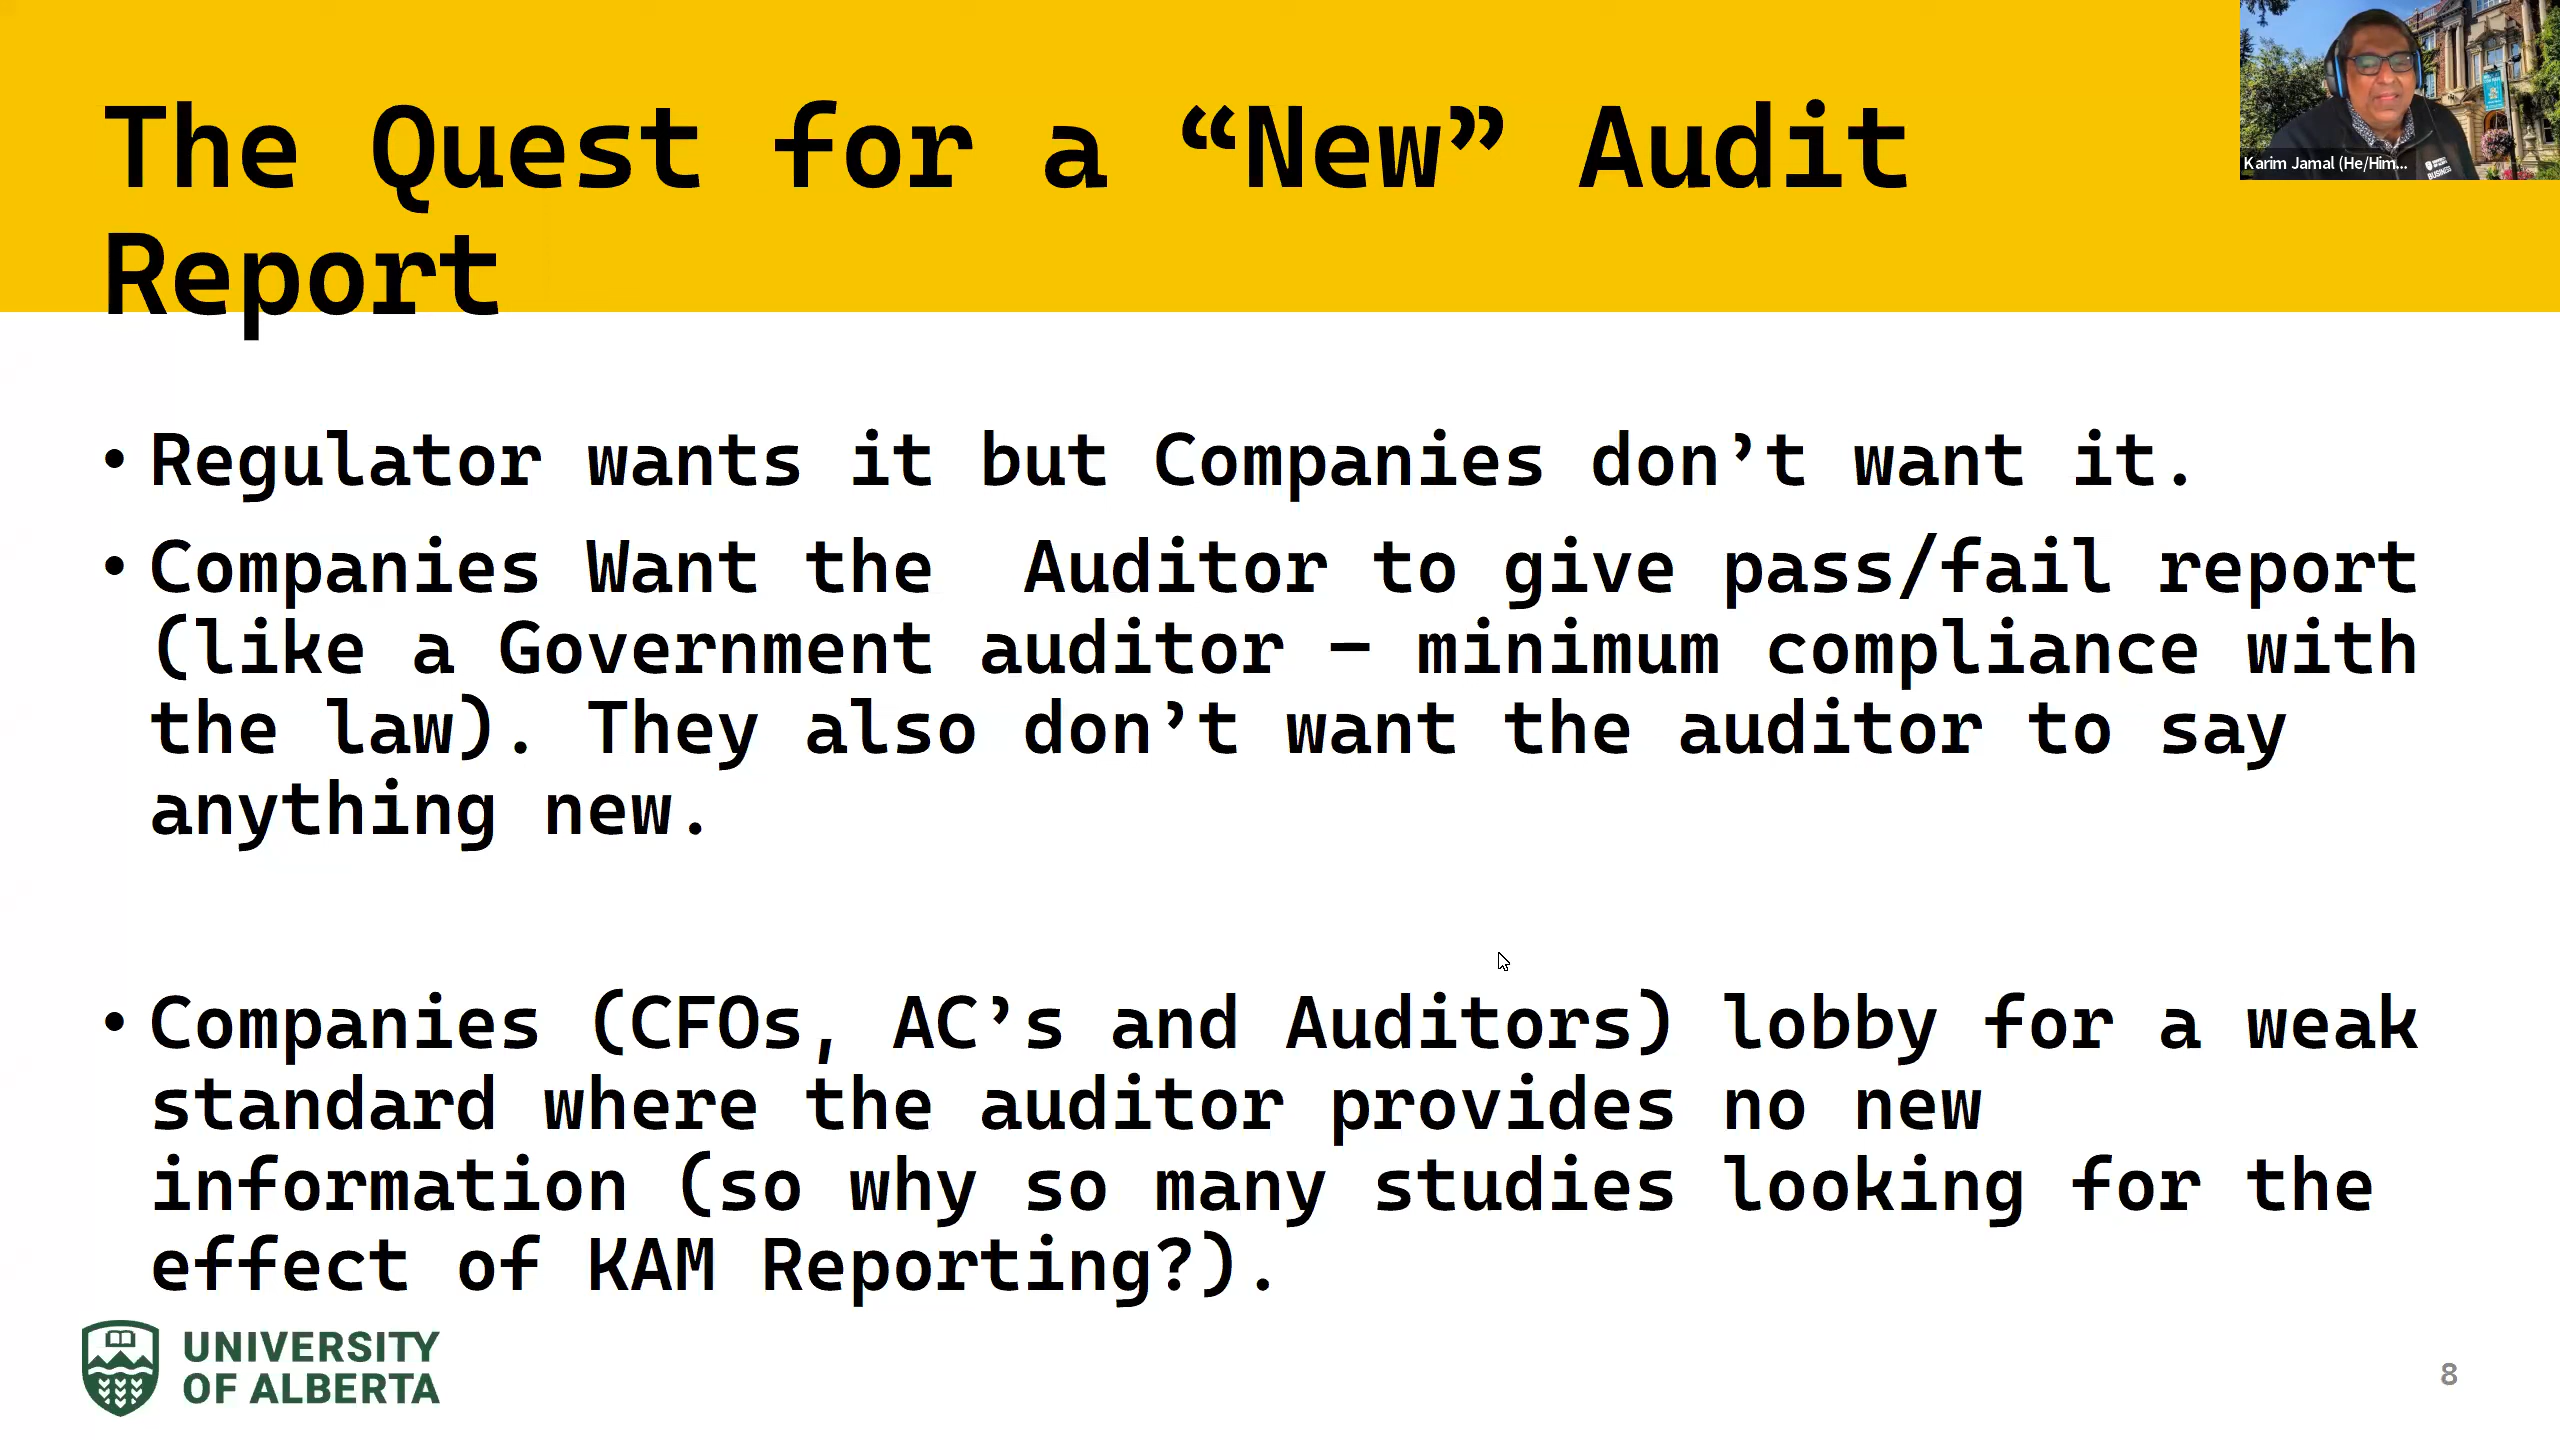 The Quest for a “New” Audit
Report
Karim Jamal (He/Him...
• Regulator wants it but Companies don’t want it.
• Companies Want the  Auditor to give pass/fail report
(like a Government auditor – minimum compliance with
the law). They also don’t want the auditor to say
anything new.
• Companies (CFOs, AC’s and Auditors) lobby for a weak
standard where the auditor provides no new
information (so why so many studies looking for the
effect of KAM Reporting?).
UNIVERSITY
OF ALBERTA
8